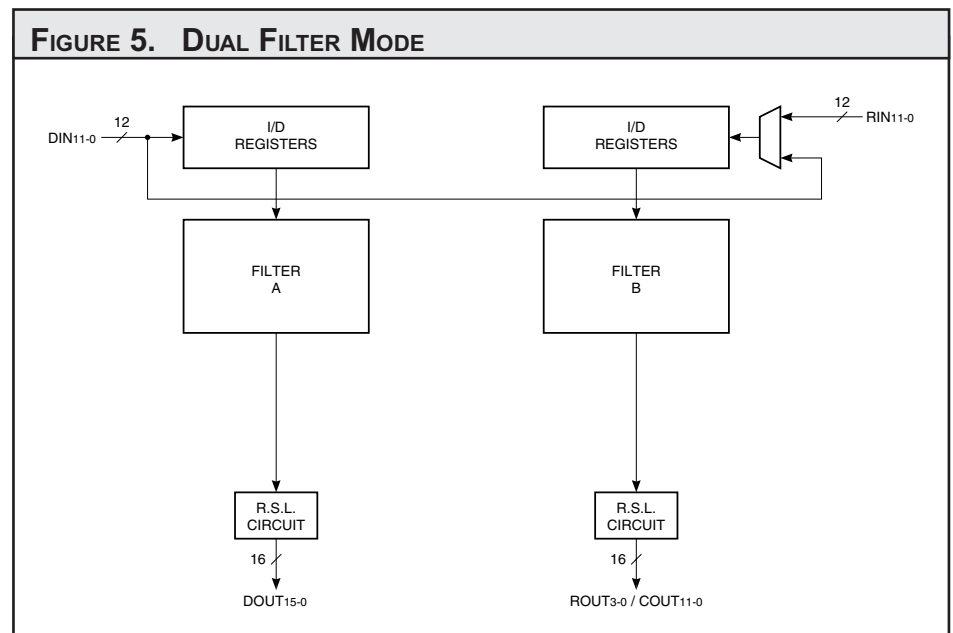 FIGURE 5. DUAL FILTER MODE
DIN11-0
12
I/D
REGISTERS
I/D
REGISTERS
12
RIN11-0
FILTER
A
FILTER
B
R.S.L.
CIRCUIT
R.S.L.
CIRCUIT
16
16
DOUT15-0
ROUT3-0 / COUT11-0